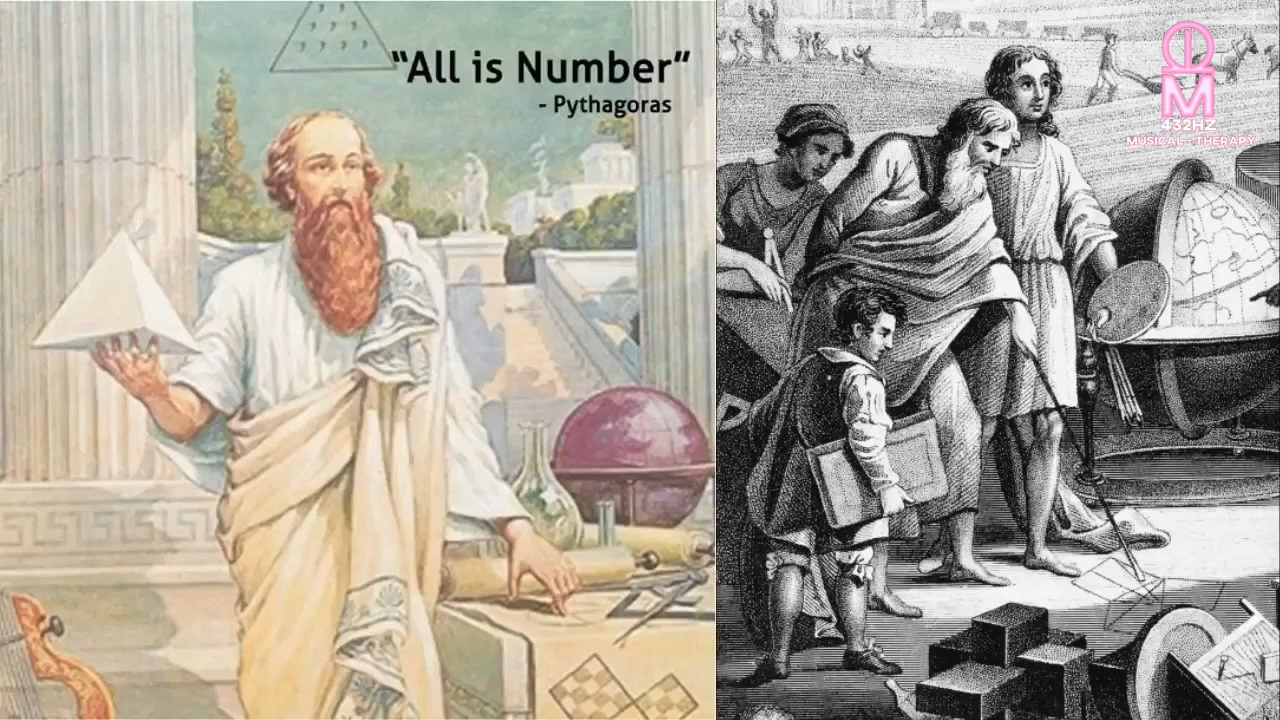 “All is Number”
- Pythagoras
432HZ
MUSICAL - THERAPY